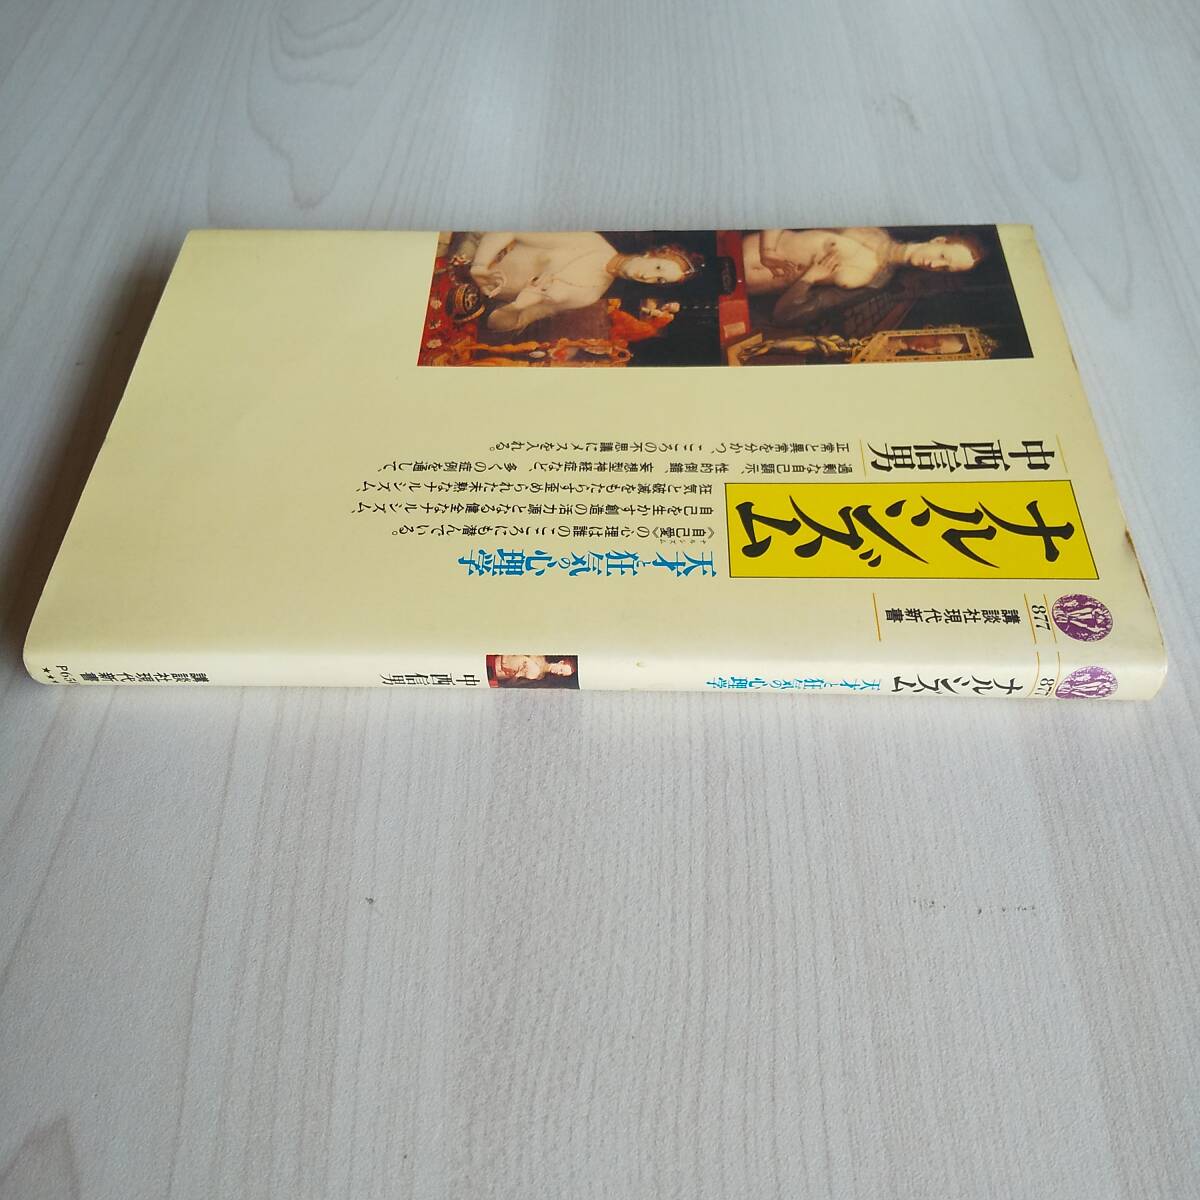 講談社現代新書
877
ナルシズム
天才と狂気の心理学
《自己愛》の心理は誰のこころにも潜んでいる。
ナルシズム
自己を生かす創造の活力源となる健全なナルシズム、
狂気と破滅をもたらす歪められた未熟なナルシズム、
過剰な自己顕示、性的倒錯、妄想型神経症など、多くの症例を通して、
正常と異常を分かつ、こころの不思議にメスを入れる。
中西信男
877
ナルシズム
天才と狂気の心理学
中西信男
講談社現代新書